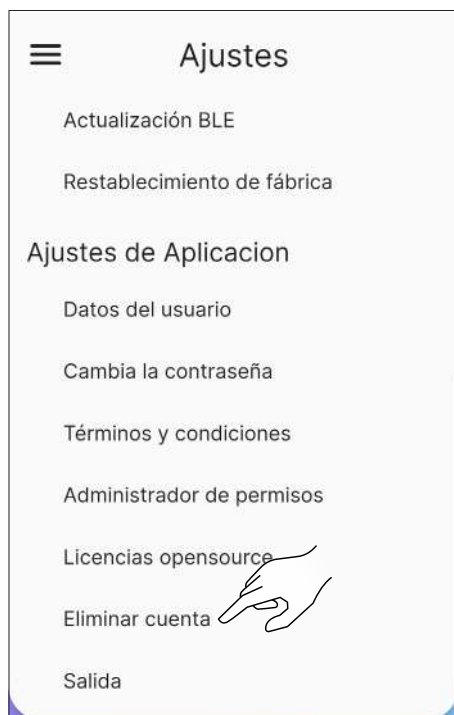 Ajustes
Actualización BLE
Restablecimiento de fábrica
Ajustes de Aplicacion
Datos del usuario
Cambia la contraseña
Términos y condiciones
Administrador de permisos
Licencias opensource
Eliminar cuenta
Salida